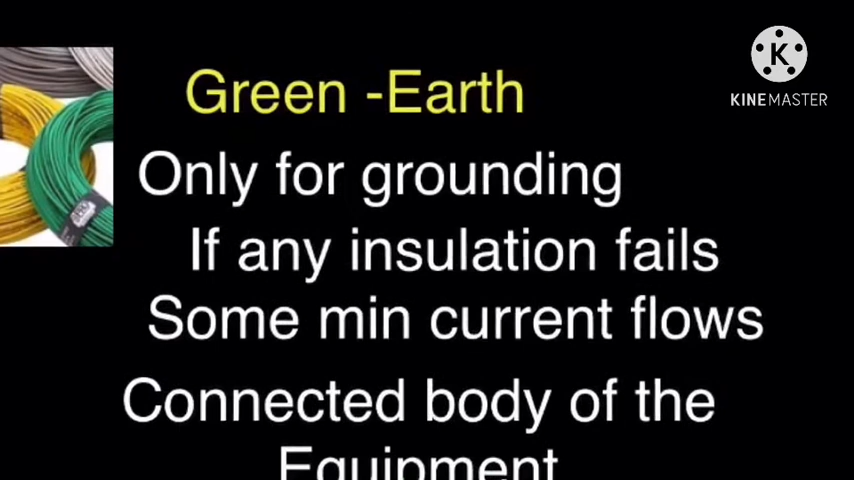 Green -Earth
Only for grounding
If any insulation fails
Some min current flows
Connected body of the
Equipment
K
KINEMASTER